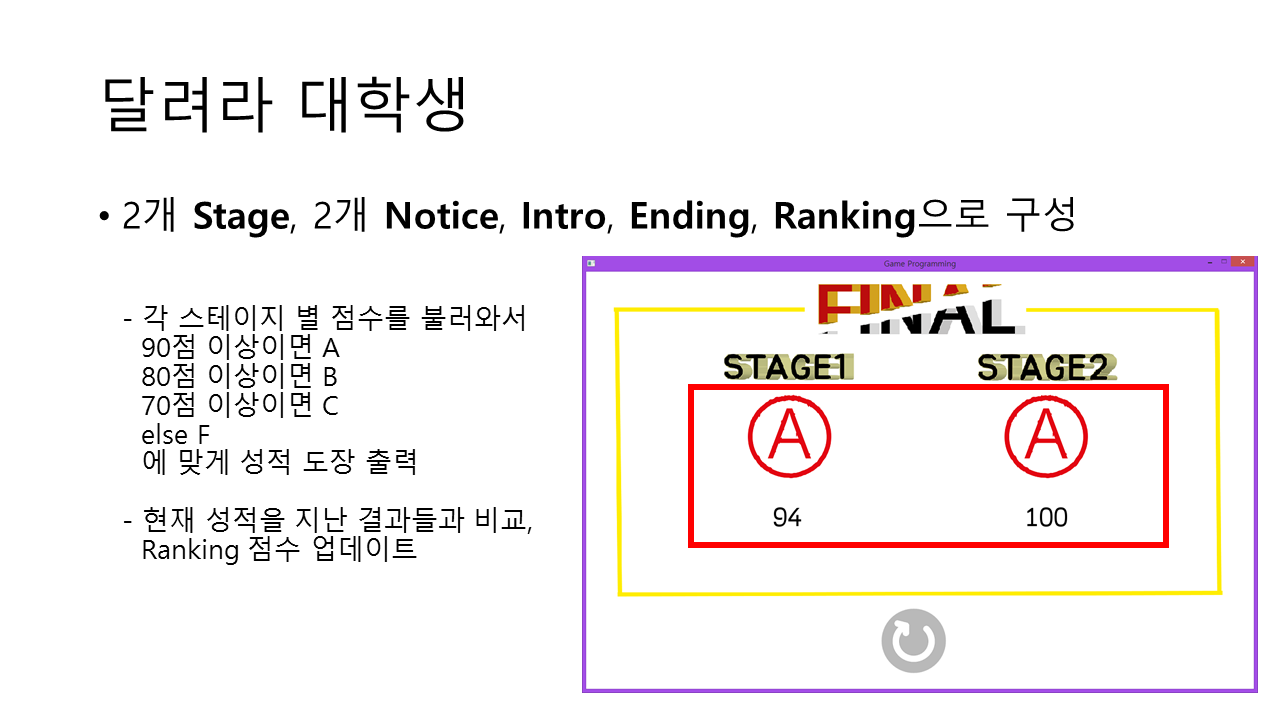 달려라 대학생
• 2개 Stage, 2개 Notice, Intro, Ending, Ranking으로 구성
- 각 스테이지 별 점수를 불러와서
90점 이상이면 A
80점 이상이면 B
70점 이상이면 C
else F
에 맞게 성적 도장 출력
- 현재 성적을 지난 결과들과 비교,
Ranking 점수 업데이트
Game Programming
FINAL
STAGE1 STAGE2
A A
94 100